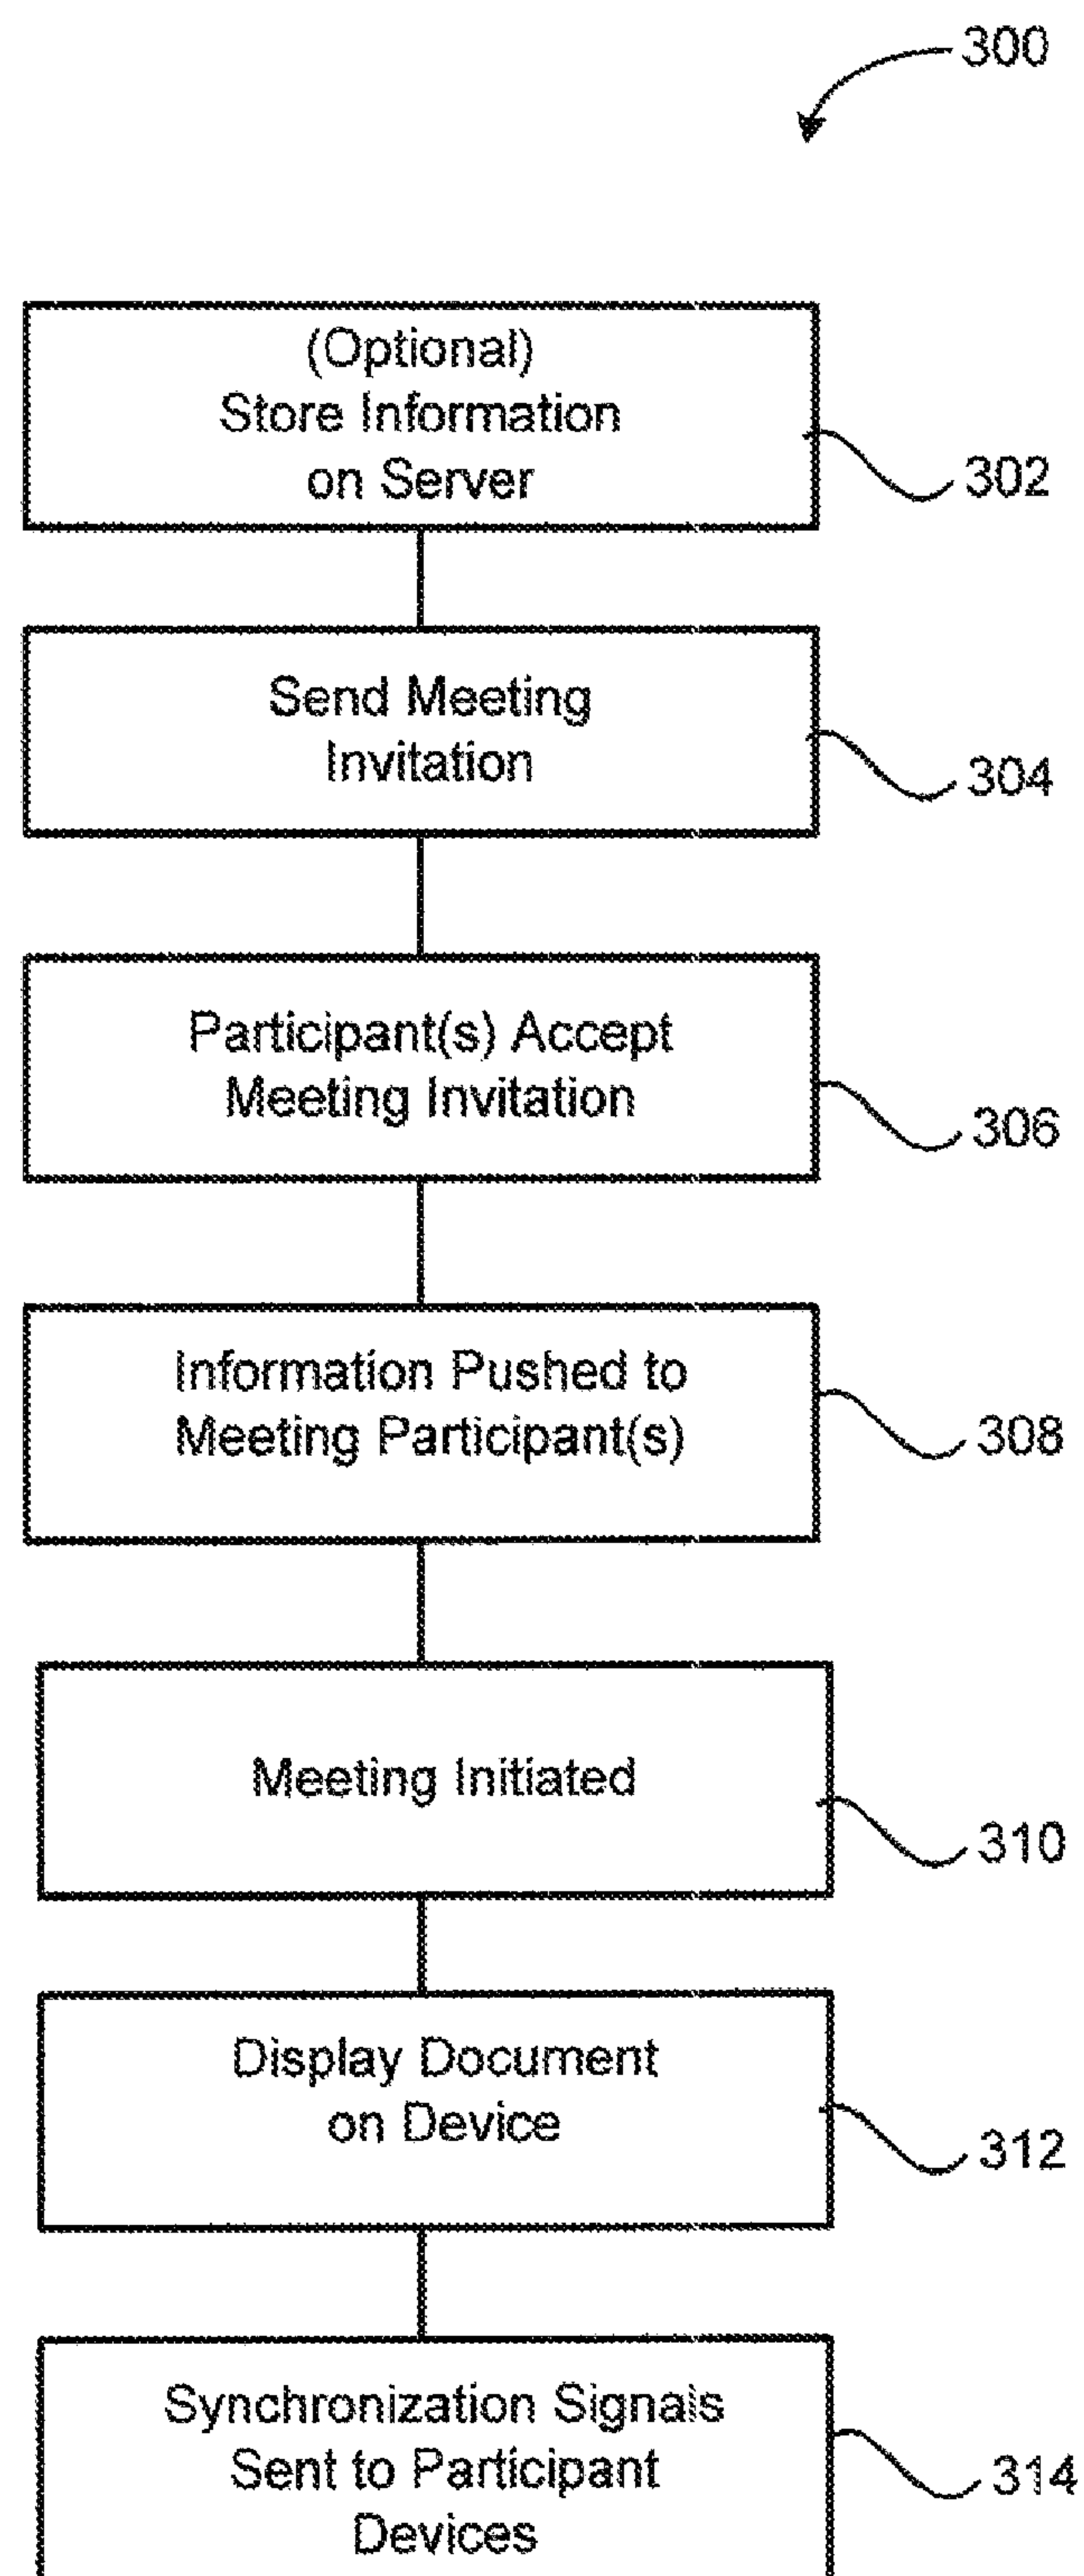 300
(Optional)
Store Information
on Server
302
Send Meeting
Invitation
304
Participant(s) Accept
Meeting Invitation
306
Information Pushed to
Meeting Participant(s)
308
Meeting Initiated
310
Display Document
on Device
312
Synchronization Signals
Sent to Participant
Devices
314